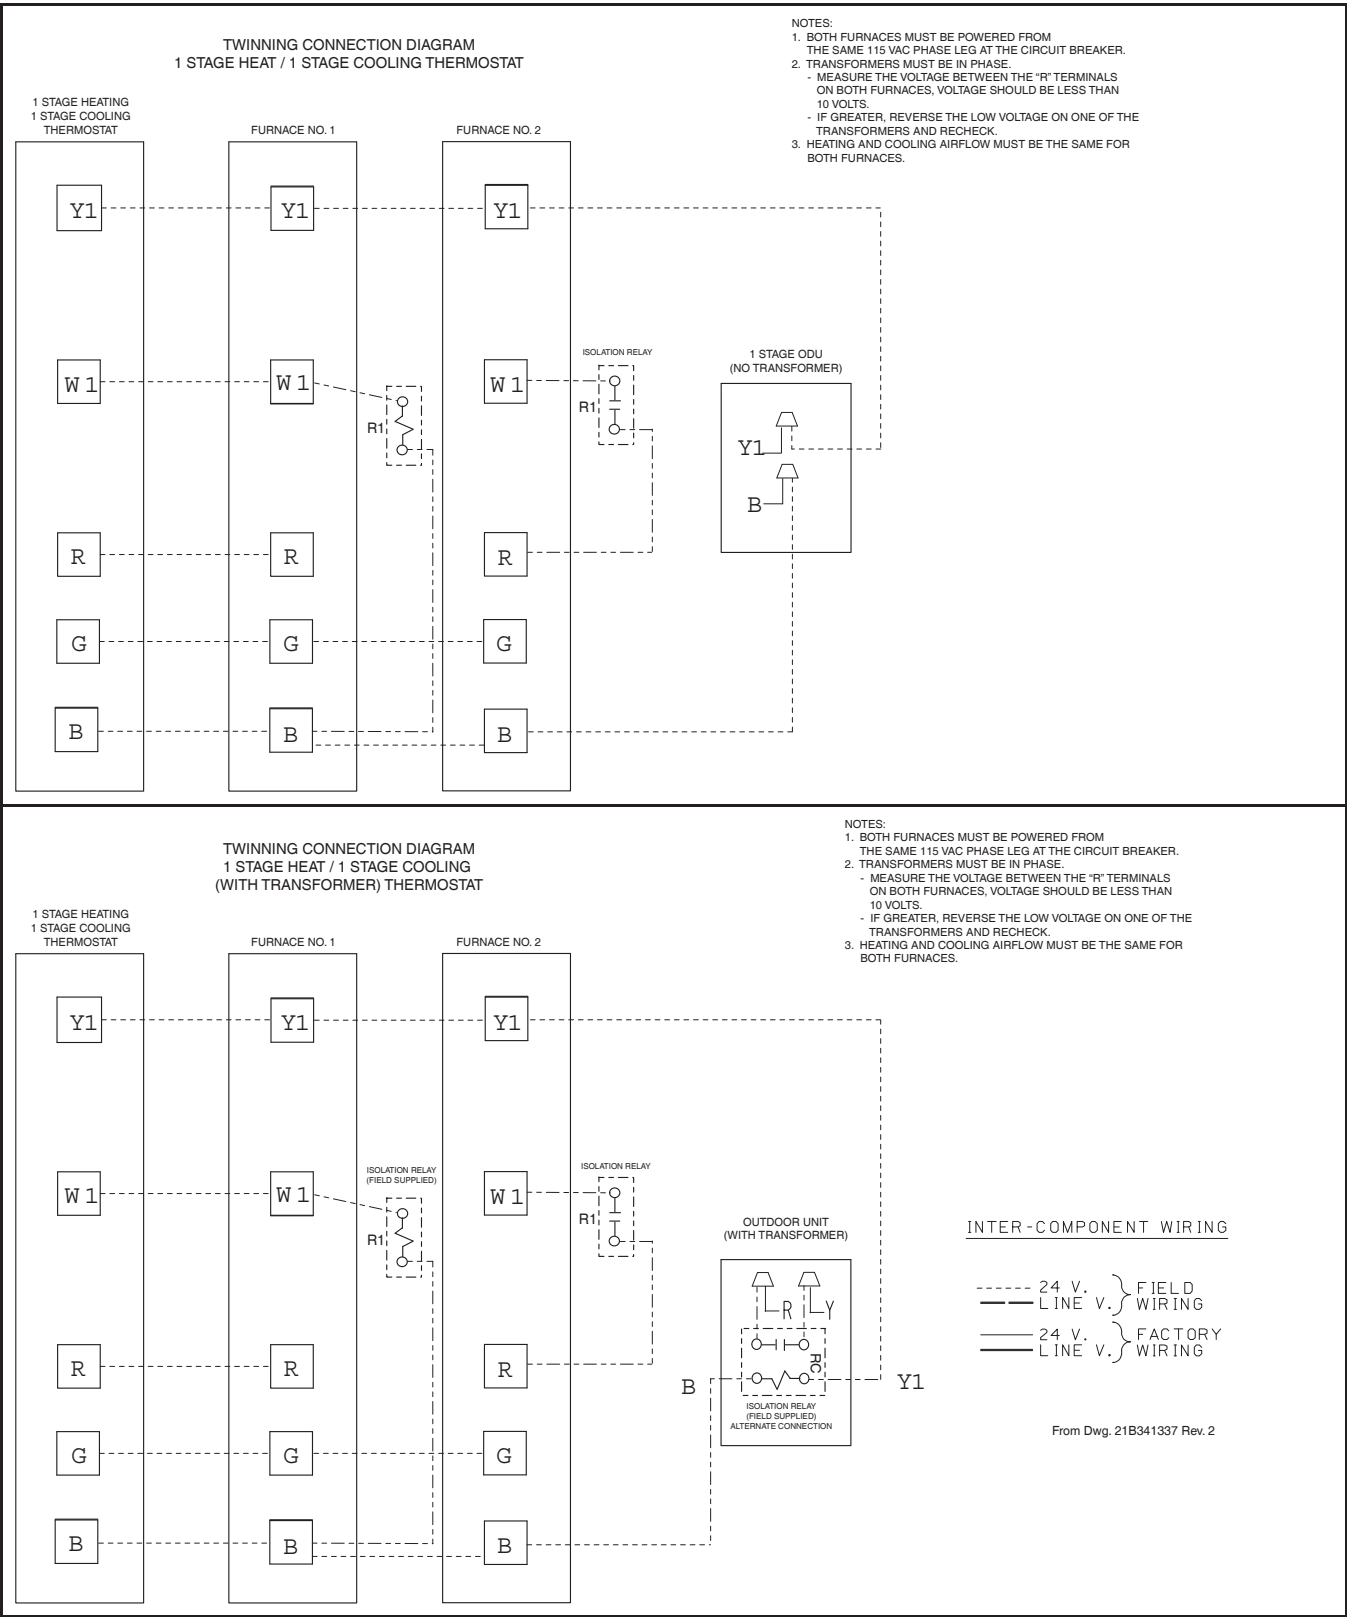 TWINNING CONNECTION DIAGRAM
1 STAGE HEAT / 1 STAGE COOLING THERMOSTAT
NOTES:
1. BOTH FURNACES MUST BE POWERED FROM
THE SAME 115 VAC PHASE LEG AT THE CIRCUIT BREAKER.
2. TRANSFORMERS MUST BE IN PHASE.
- MEASURE THE VOLTAGE BETWEEN THE “R” TERMINALS
ON BOTH FURNACES, VOLTAGE SHOULD BE LESS THAN
10 VOLTS.
- IF GREATER, REVERSE THE LOW VOLTAGE ON ONE OF THE
TRANSFORMERS AND RECHECK.
3. HEATING AND COOLING AIRFLOW MUST BE THE SAME FOR
BOTH FURNACES.
1 STAGE HEATING
1 STAGE COOLING
THERMOSTAT
FURNACE NO. 1
FURNACE NO. 2
Y1
Y1
Y1
ISOLATION RELAY
1 STAGE ODU
(NO TRANSFORMER)
W1
W1
W1
R1
R1
Y1
B
R
R
R
G
G
G
B
B
B
TWINNING CONNECTION DIAGRAM
1 STAGE HEAT / 1 STAGE COOLING
(WITH TRANSFORMER) THERMOSTAT
NOTES:
1. BOTH FURNACES MUST BE POWERED FROM
THE SAME 115 VAC PHASE LEG AT THE CIRCUIT BREAKER.
2. TRANSFORMERS MUST BE IN PHASE.
- MEASURE THE VOLTAGE BETWEEN THE “R” TERMINALS
ON BOTH FURNACES, VOLTAGE SHOULD BE LESS THAN
10 VOLTS.
- IF GREATER, REVERSE THE LOW VOLTAGE ON ONE OF THE
TRANSFORMERS AND RECHECK.
3. HEATING AND COOLING AIRFLOW MUST BE THE SAME FOR
BOTH FURNACES.
1 STAGE HEATING
1 STAGE COOLING
THERMOSTAT
FURNACE NO. 1
FURNACE NO. 2
Y1
Y1
Y1
ISOLATION RELAY
(FIELD SUPPLIED)
ISOLATION RELAY
W1
W1
W1
R1
R1
OUTDOOR UNIT
(WITH TRANSFORMER)
R
Y
RC
B
Y1
ISOLATION RELAY
(FIELD SUPPLIED)
ALTERNATE CONNECTION
R
R
R
G
G
G
B
B
B
INTER-COMPONENT WIRING
24 V. FIELD
LINE V. WIRING
24 V. FACTORY
LINE V. WIRING
From Dwg. 21B341337 Rev. 2